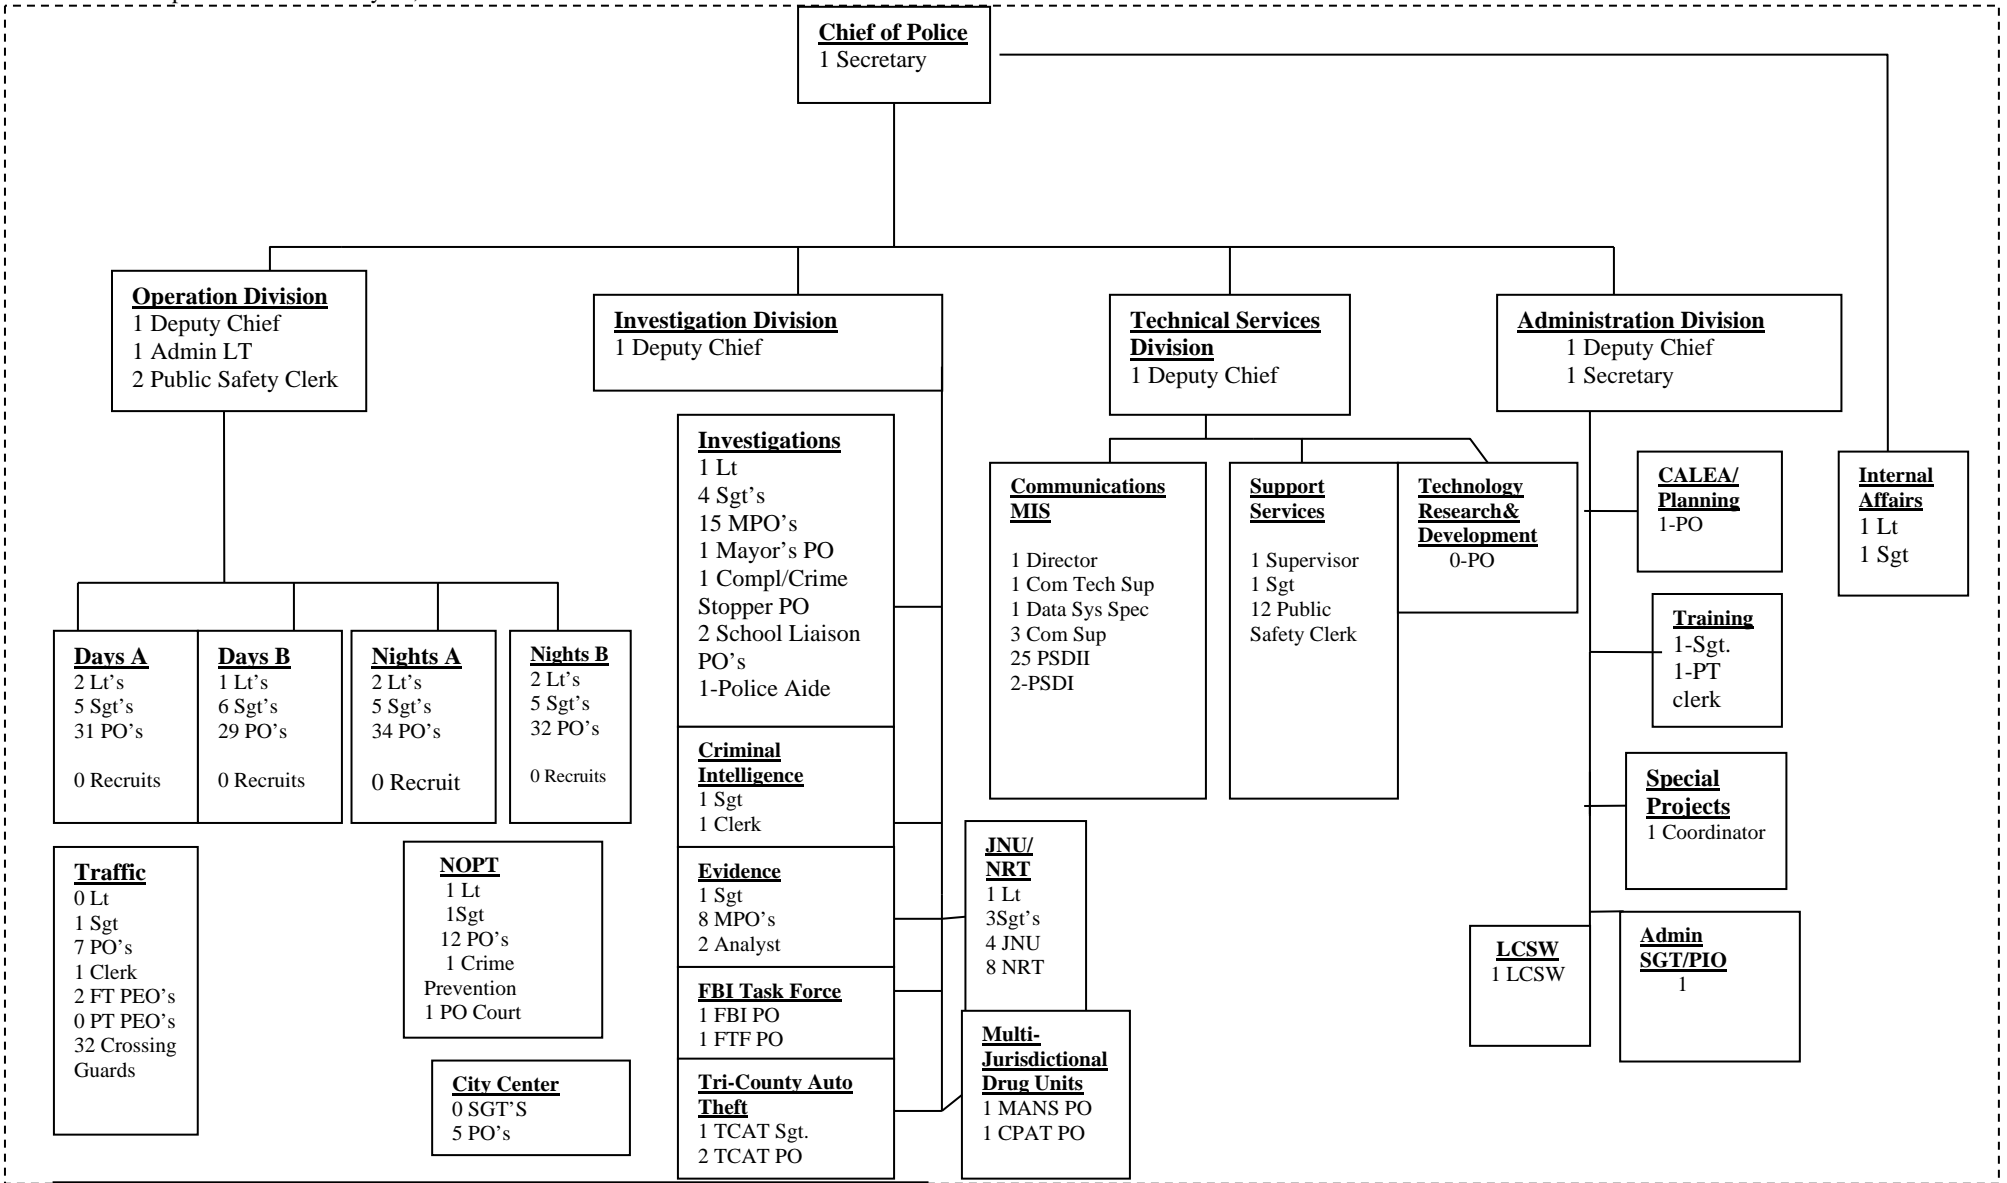 Chief of Police
1 Secretary
Operation Division
1 Deputy Chief
1 Admin LT
2 Public Safety Clerk
Investigation Division
1 Deputy Chief
Technical Services
Division
1 Deputy Chief
Administration Division
1 Deputy Chief
1 Secretary
Investigations
1 Lt
4 Sgt’s
15 MPO’s
1 Mayor’s PO
1 Compl/Crime
Stopper PO
2 School Liaison
PO’s
1-Police Aide
Communications
MIS
1 Director
1 Com Tech Sup
1 Data Sys Spec
3 Com Sup
25 PSDII
2-PSDI
Support
Services
1 Supervisor
1 Sgt
12 Public
Safety Clerk
Technology
Research&
Development
0-PO
CALEA/
Planning
1-PO
Internal
Affairs
1 Lt
1 Sgt
Training
1-Sgt.
1-PT
clerk
Days A
2 Lt’s
5 Sgt’s
31 PO’s
0 Recruits
Days B
1 Lt’s
6 Sgt’s
29 PO’s
0 Recruits
Nights A
2 Lt’s
5 Sgt’s
34 PO’s
0 Recruit
Nights B
2 Lt’s
5 Sgt’s
32 PO’s
0 Recruits
Criminal
Intelligence
1 Sgt
1 Clerk
Special
Projects
1 Coordinator
Traffic
0 Lt
1 Sgt
7 PO’s
1 Clerk
2 FT PEO’s
0 PT PEO’s
32 Crossing
Guards
NOPT
1 Lt
1Sgt
12 PO’s
1 Crime
Prevention
1 PO Court
Evidence
1 Sgt
8 MPO’s
2 Analyst
JNU/
NRT
1 Lt
3Sgt’s
4 JNU
8 NRT
LCSW
1 LCSW
Admin
SGT/PIO
1
FBI Task Force
1 FBI PO
1 FTF PO
City Center
0 SGT’S
5 PO’s
Tri-County Auto
Theft
1 TCAT Sgt.
2 TCAT PO
Multi-
Jurisdictional
Drug Units
1 MANS PO
1 CPAT PO